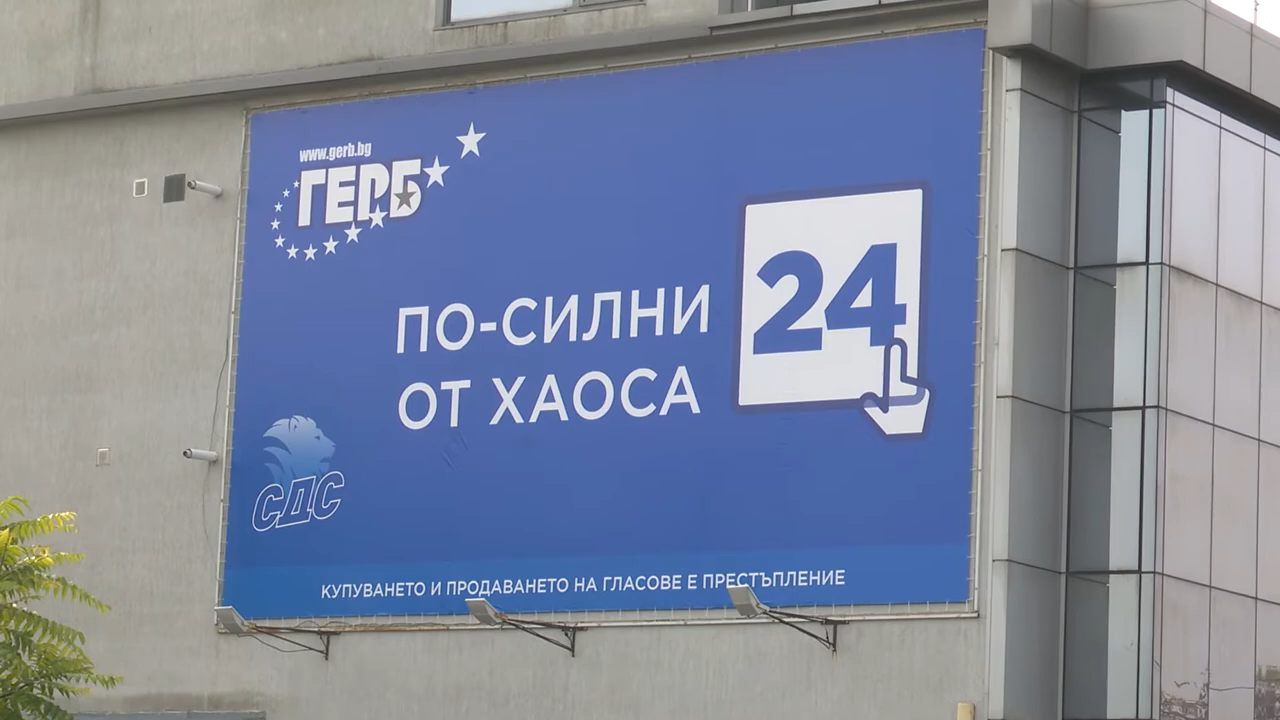 www.gerb.bg
ГЕРБ
ПО-СИЛНИ
ОТ ХАОСА
24
СДС
КУПУВАНЕТО И ПРОДАВАНЕТО НА ГЛАСОВЕ Е ПРЕСТЪПЛЕНИЕ